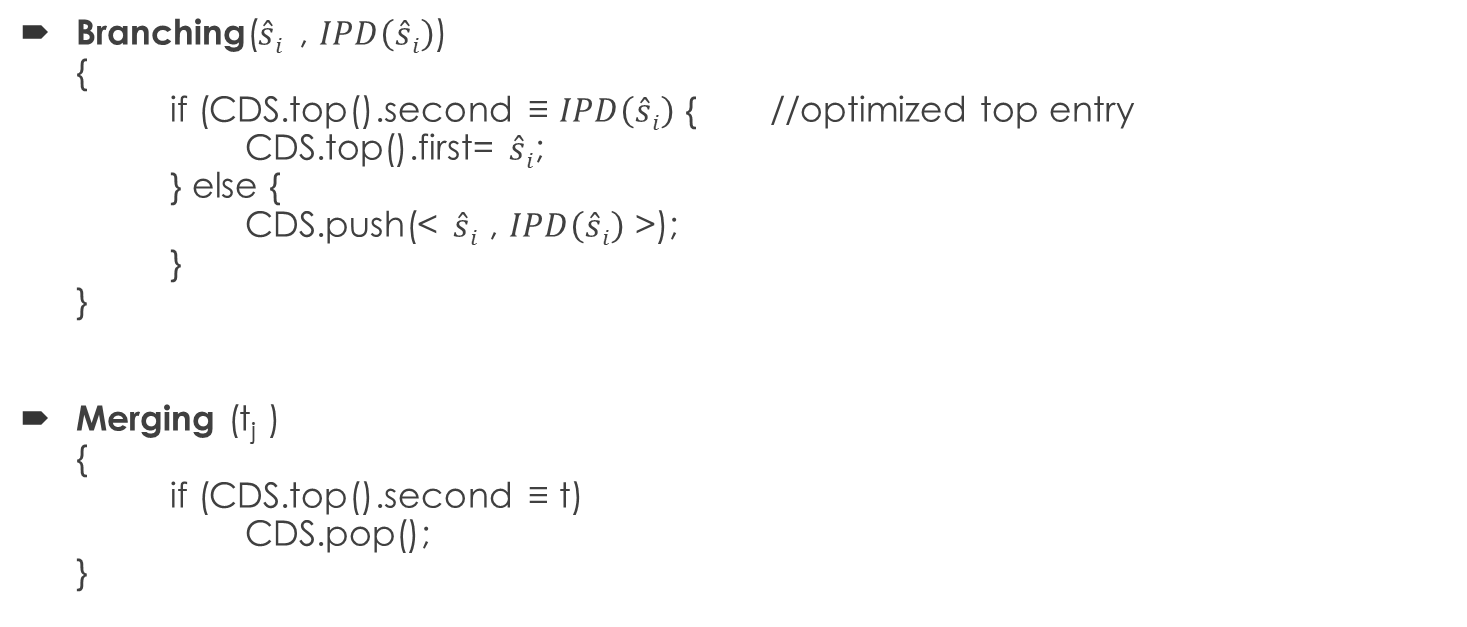 ➨ Branching(ŝᵢ , IPD(ŝᵢ))
{
if (CDS.top().second ≡ IPD(ŝᵢ) { //optimized top entry
CDS.top().first= ŝᵢ;
} else {
CDS.push(< ŝᵢ , IPD(ŝᵢ) >);
}
}
➨ Merging (tⱼ )
{
if (CDS.top().second ≡ t)
CDS.pop();
}